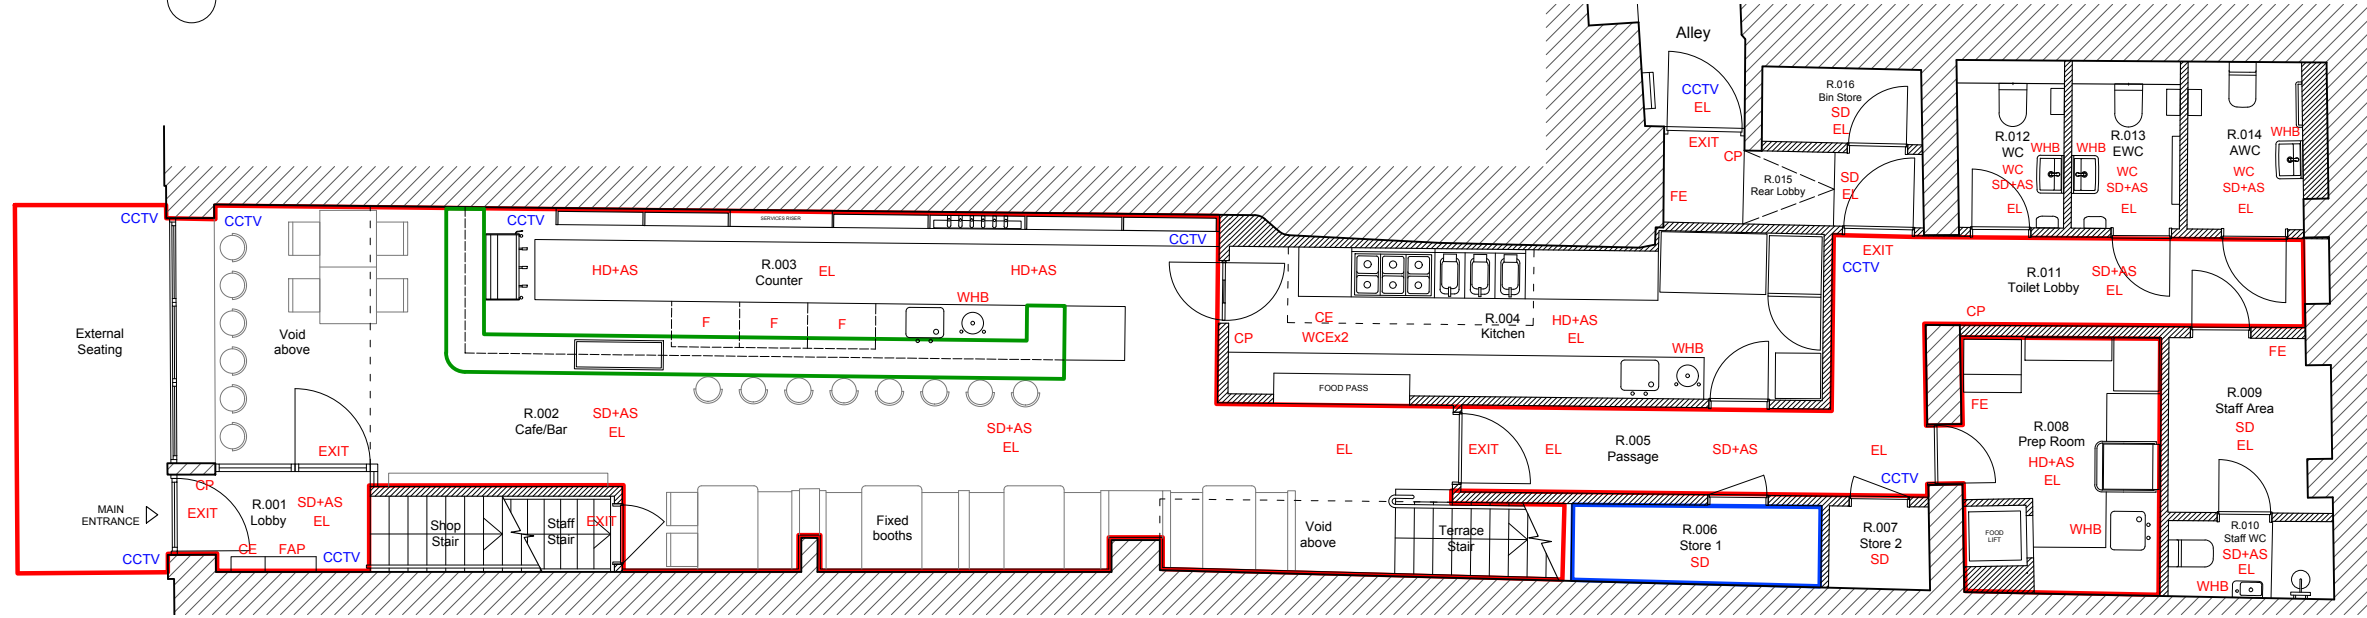 External
Seating
MAIN
ENTRANCE
CCTV
CCTV
CCTV
Void
above
EXIT
CP
EXIT
R.001
Lobby
SD+AS
EL
CE
FAP
CCTV
Shop
Stair
Staff
Stair
EXIT
CCTV
SERVICES RISER
CCTV
HD+AS
R.003
Counter
EL
HD+AS
WHB
F
F
F
R.002
Cafe/Bar
SD+AS
EL
SD+AS
EL
Fixed
booths
Void
above
Terrace
Stair
EL
CP
CE
WCEx2
R.004
Kitchen
HD+AS
EL
WHB
FOOD PASS
EXIT
EL
R.005
Passage
SD+AS
EL
CCTV
R.006
Store 1
SD
R.007
Store 2
SD
Alley
CCTV
EL
EXIT
CP
FE
R.016
Bin Store
SD
EL
R.015
Rear Lobby
SD
EL
R.012
WC
WHB
WC
SD+AS
EL
R.013
EWC
WHB
WC
SD+AS
EL
R.014
AWC
WHB
WC
SD+AS
EL
EXIT
CCTV
R.011
Toilet Lobby
SD+AS
EL
CP
FE
R.008
Prep Room
HD+AS
EL
WHB
FOOD
LIFT
FE
R.009
Staff Area
SD
EL
R.010
Staff WC
SD+AS
EL
WHB